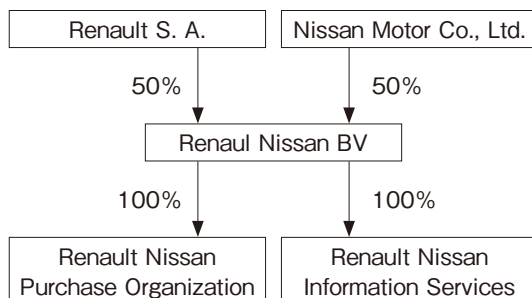 Renault S. A.
Nissan Motor Co., Ltd.
50%
50%
Renaul Nissan BV
100%
100%
Renault Nissan
Purchase Organization
Renault Nissan
Information Services